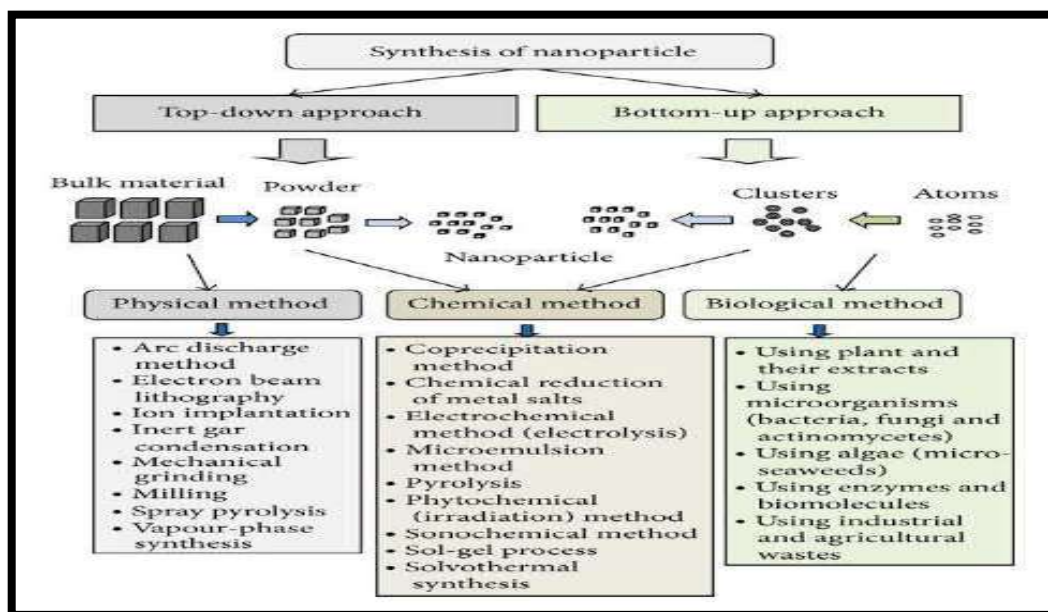 Synthesis of nanoparticle
Top-down approach
Bottom-up approach
Bulk material
Powder
Clusters
Atoms
Nanoparticle
Physical method
Chemical method
Biological method
• Arc discharge
method
• Electron beam
lithography
• Ion implantation
• Inert gar
condensation
• Mechanical
grinding
• Milling
• Spray pyrolysis
• Vapour-phase
synthesis
• Coprecipitation
method
• Chemical reduction
of metal salts
• Electrochemical
method (electrolysis)
• Microemulsion
method
• Pyrolysis
• Phytochemical
(irradiation) method
• Sonochemical method
• Sol-gel process
• Solvothermal
synthesis
• Using plant and
their extracts
• Using
microorganisms
(bacteria, fungi and
actinomycetes)
• Using algae (micro-
seaweeds)
• Using enzymes and
biomolecules
• Using industrial
and agricultural
wastes